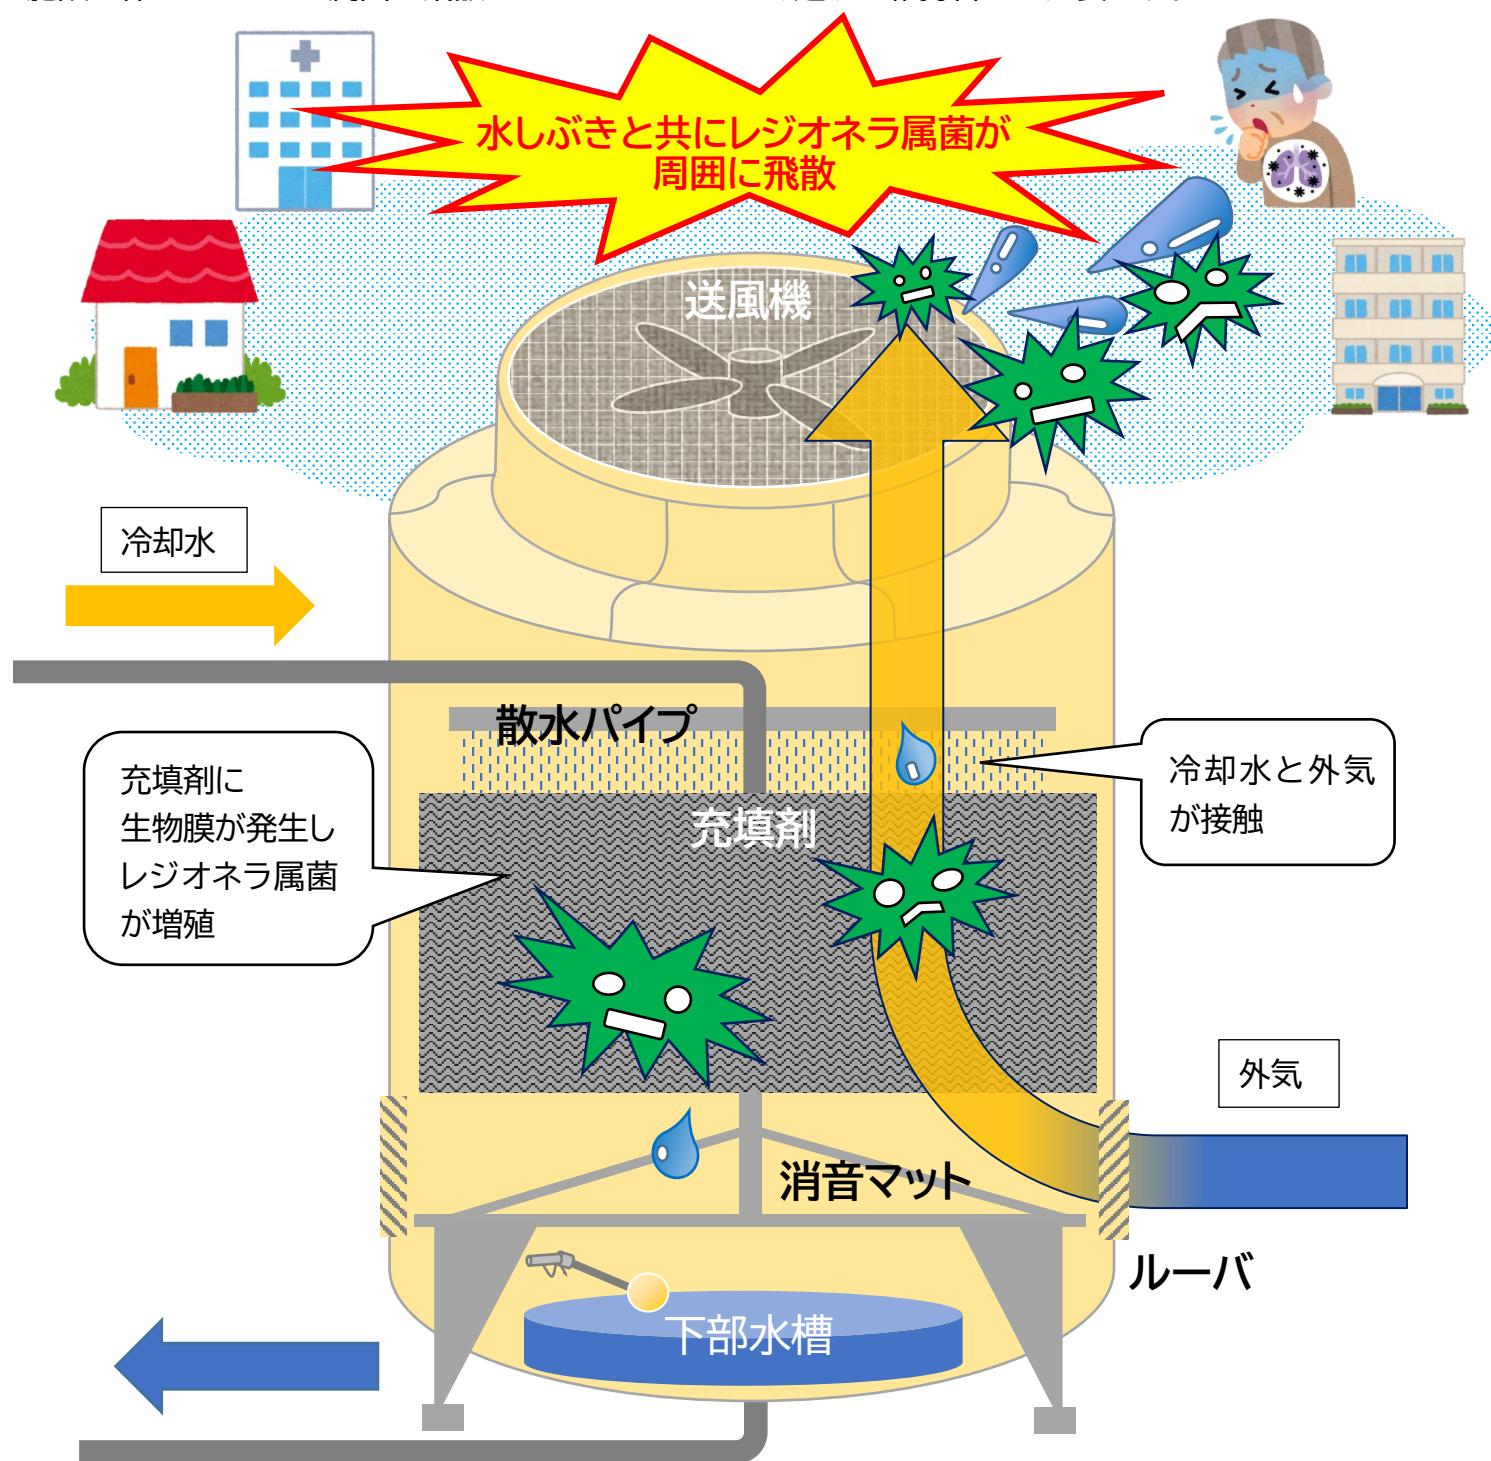 水しぶきと共にレジオネラ属菌が
周囲に飛散
送風機
冷却水
散水パイプ
充填剤に
生物膜が発生し
レジオネラ属菌
が増殖
充填剤
冷却水と外気
が接触
外気
消音マット
ルーバ
下部水槽